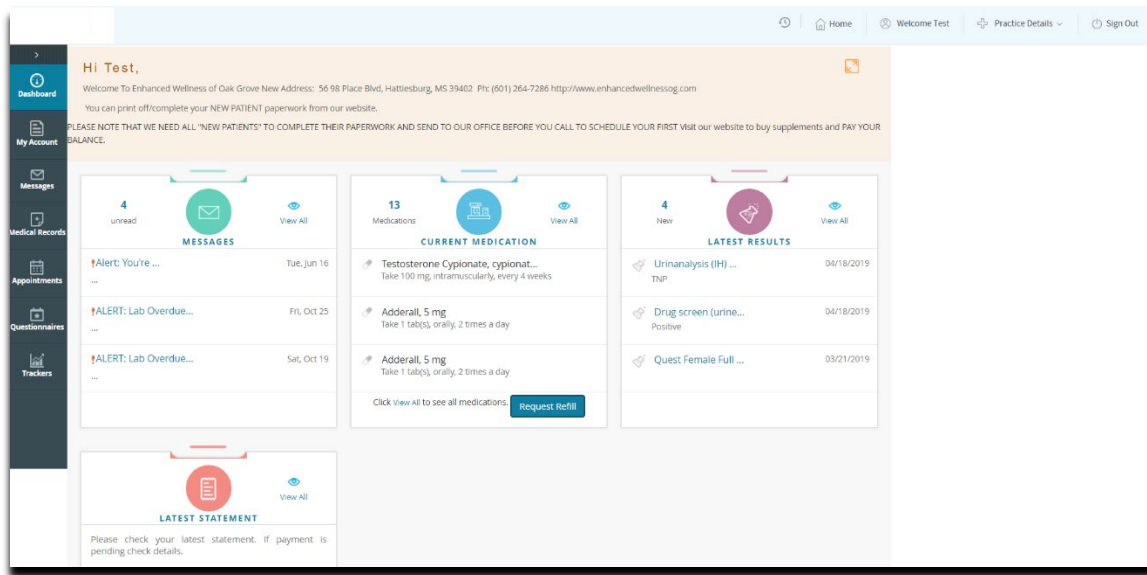 Home
Welcome Test
Practice Details
Sign Out
Dashboard
My Account
Messages
Medical Records
Appointments
Questionnaires
Trackers
Hi Test,
Welcome To Enhanced Wellness of Oak Grove New Address: 56 98 Place Blvd, Hattiesburg, MS 39402 Ph: (601) 264-7286 http://www.enhancedwellnessog.com
You can print off/complete your NEW PATIENT paperwork from our website.
PLEASE NOTE THAT WE NEED ALL "NEW PATIENTS" TO COMPLETE THEIR PAPERWORK AND SEND TO OUR OFFICE BEFORE YOU CALL TO SCHEDULE YOUR FIRST Visit our website to buy supplements and PAY YOUR
BALANCE.
4
unread
View All
MESSAGES
Alert: You're ...
Tue, Jun 16
...
ALERT: Lab Overdue...
Fri, Oct 25
...
ALERT: Lab Overdue...
Sat, Oct 19
...
13
Medications
View All
CURRENT MEDICATION
Testosterone Cypionate, cypionat...
Take 100 mg, intramuscularly, every 4 weeks
Adderall, 5 mg
Take 1 tab(s), orally, 2 times a day
Adderall, 5 mg
Take 1 tab(s), orally, 2 times a day
Click View All to see all medications. Request Refill
4
New
View All
LATEST RESULTS
Urinanalysis (IH) ...
04/18/2019
TNP
Drug screen (urine...
04/18/2019
Positive
Quest Female Full ...
03/21/2019
View All
LATEST STATEMENT
Please check your latest statement. If payment is
pending check details.